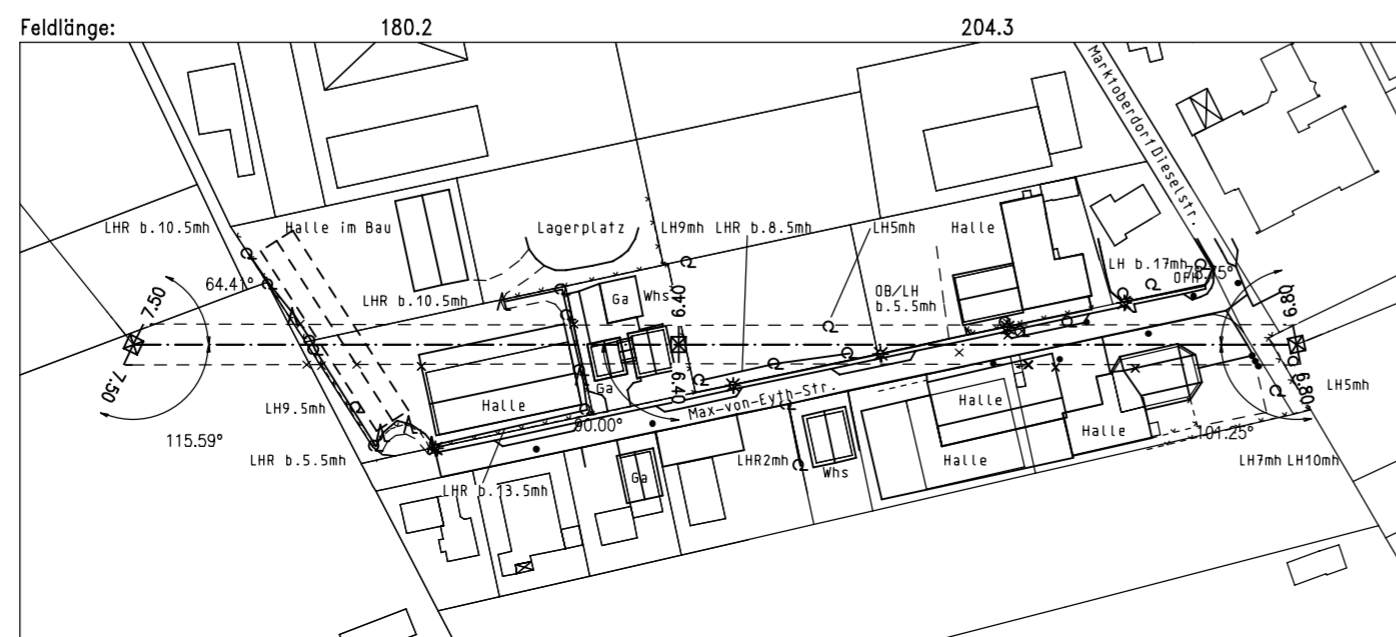 Feldlänge:
180.2
204.3
Marktoberdorf
Dieselstr.
LHR b.10.5mh
Halle im Bau
Lagerplatz
LH9mh
LHR b.8.5mh
LH5mh
Halle
64.41°
LHR b.10.5mh
Ga
Whs
OB/LH
b.5.5mh
LH b.17mh
78.75°
7.50
6.40
6.80
7.50
6.40
6.80
Ga
LH9.5mh
Halle
Max-von-Eyth-Str.
Halle
LH5mh
115.59°
90.00°
Halle
101.25°
LHR b.5.5mh
LHR2mh
Whs
Halle
LH7mh
LH10mh
LHR b.13.5mh
Ga